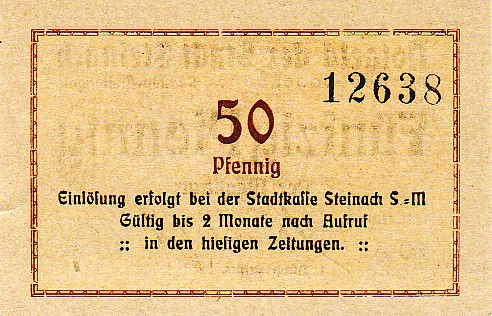 12638
50
Pfennig
Einlösung erfolgt bei der Stadtkasse Steinach S.-M
Gültig bis 2 Monate nach Aufruf
:: in den hiesigen Zeitungen. ::